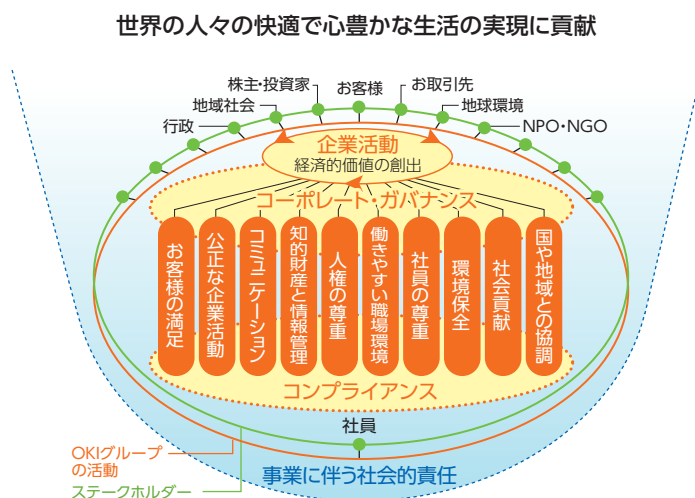 世界の人々の快適で心豊かな生活の実現に貢献
株主・投資家
お客様
お取引先
地域社会
地球環境
行政
NPO・NGO
企業活動
経済的価値の創出
コーポレート・ガバナンス
お客様の満足
公正な企業活動
コミュニケーション
知的財産と情報管理
人権の尊重
働きやすい職場環境
社員の尊重
環境保全
社会貢献
国や地域との協調
コンプライアンス
社員
OKIグループ
の活動
事業に伴う社会的責任
ステークホルダー